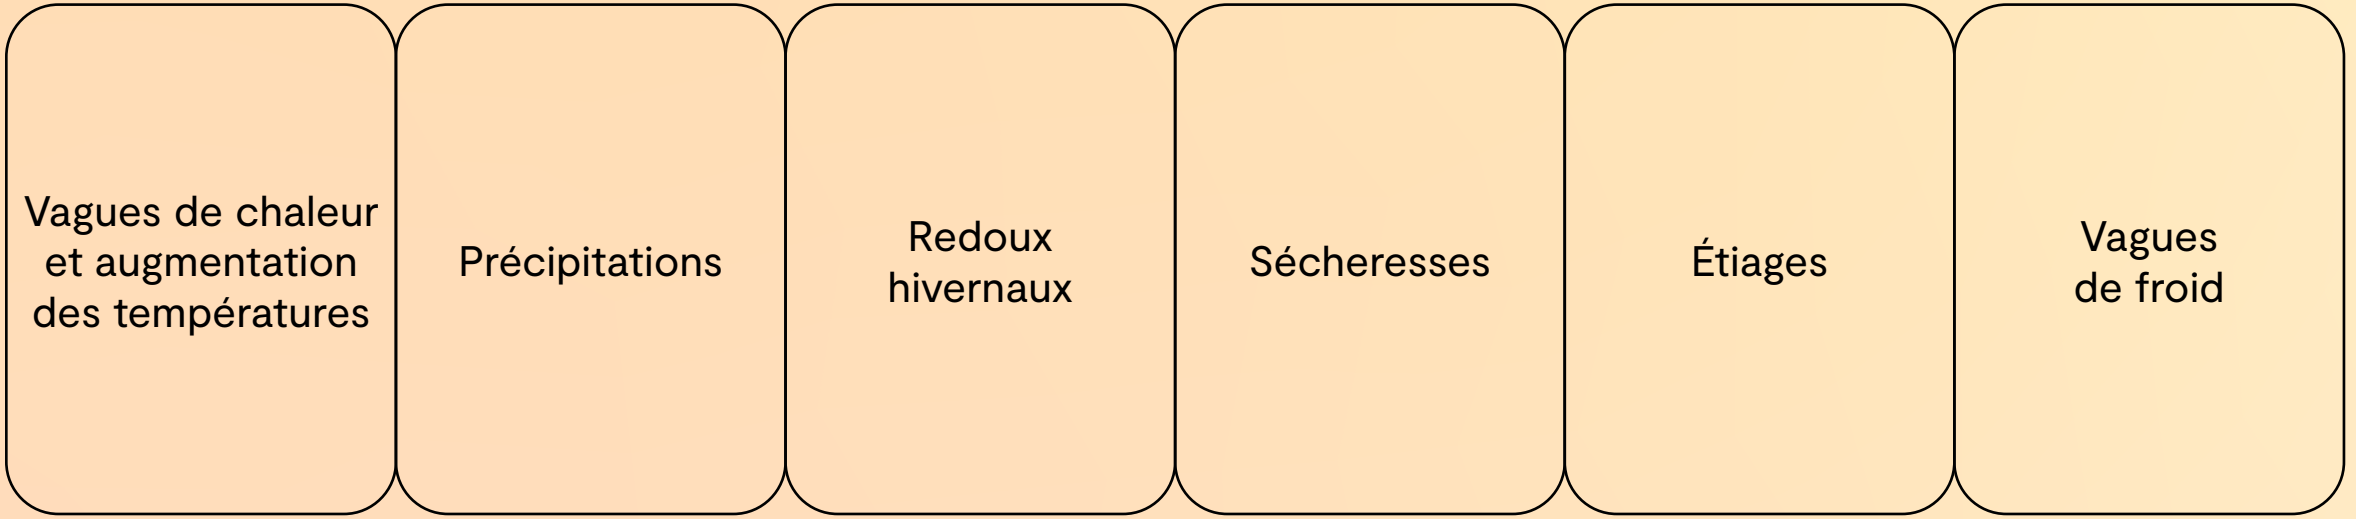 Vagues de chaleur
et augmentation
des températures
Précipitations
Redoux
hivernaux
Sécheresses
Étiages
Vagues
de froid